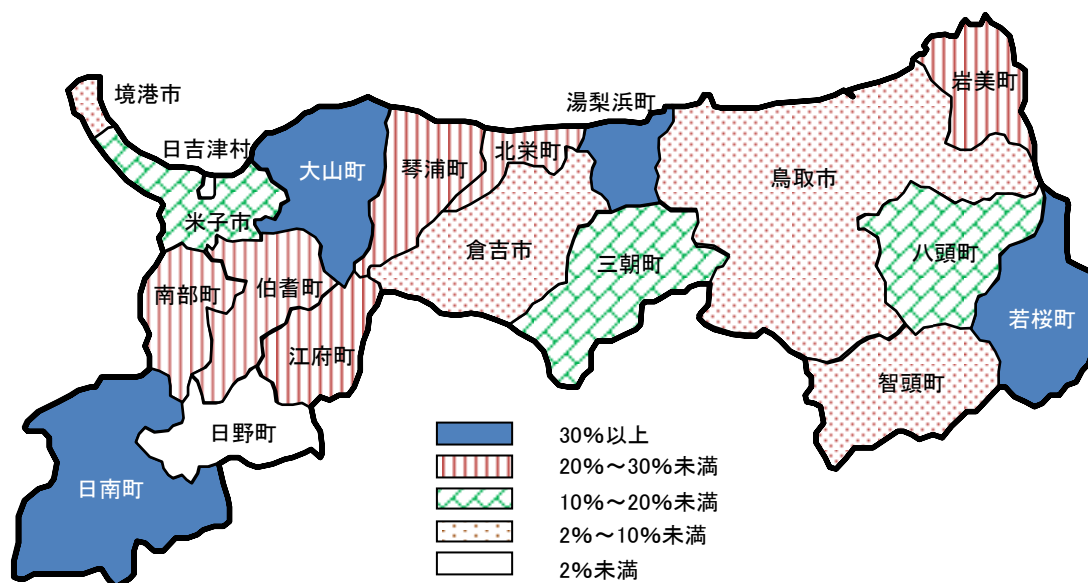 岩美町
境港市
湯梨浜町
日吉津村
北栄町
大山町
琴浦町
鳥取市
米子市
倉吉市
八頭町
三朝町
伯耆町
南部町
若桜町
江府町
智頭町
日野町
日南町
30%以上
20%～30%未満
10%～20%未満
2%～10%未満
2%未満